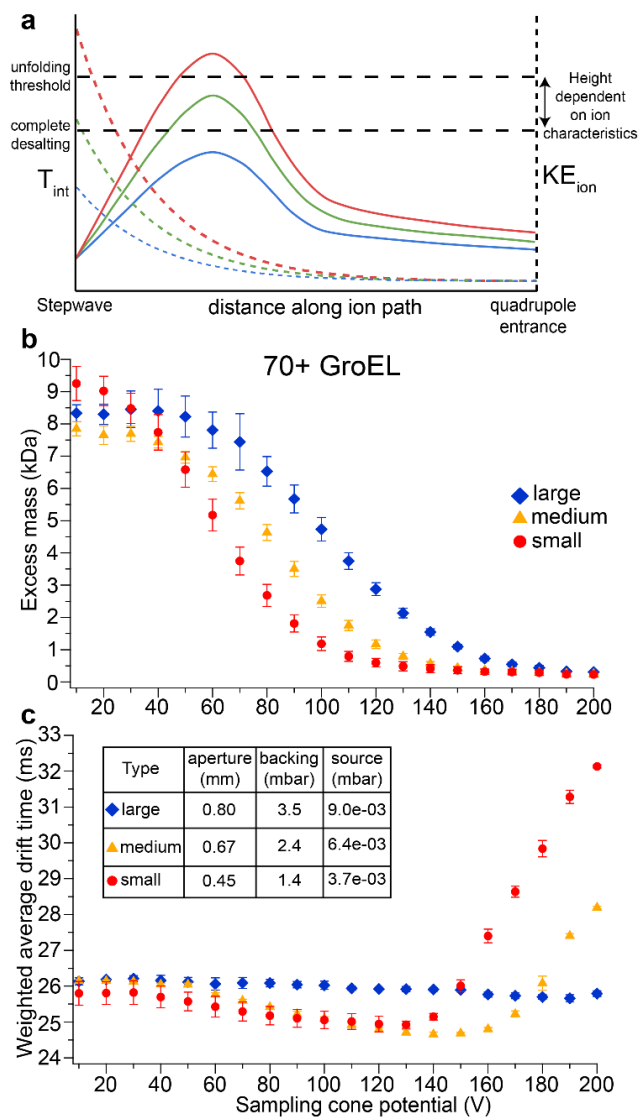 a
unfolding
threshold
complete
desalting
T_int
Height
dependent
on ion
characteristics
KE_ion
Stepwave
distance along ion path
quadrupole
entrance
b
70+ GroEL
Excess mass (kDa)
10
9
8
7
6
5
4
3
2
1
0
large
medium
small
20 40 60 80 100 120 140 160 180 200
c
Weighted average drift time (ms)
33
32
31
30
29
28
27
26
25
24
Type aperture (mm) backing (mbar) source (mbar)
large 0.80 3.5 9.0e-03
medium 0.67 2.4 6.4e-03
small 0.45 1.4 3.7e-03
20 40 60 80 100 120 140 160 180 200
Sampling cone potential (V)